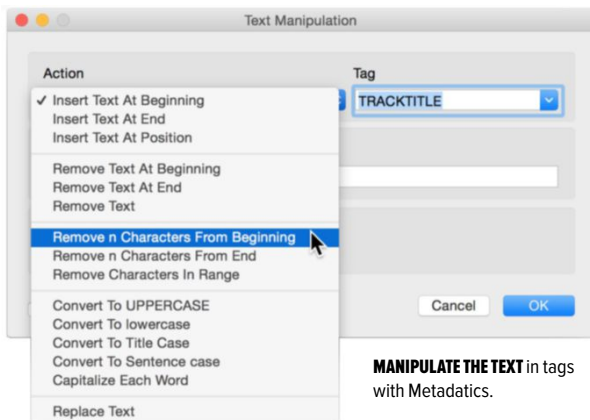 Text Manipulation
Action
Tag
✓ Insert Text At Beginning
TRACKTITLE
Insert Text At End
Insert Text At Position
Remove Text At Beginning
Remove Text At End
Remove Text
Remove n Characters From Beginning
Remove n Characters From End
Remove Characters In Range
Convert To UPPERCASE
Cancel
OK
Convert To lowercase
Convert To Title Case
Convert To Sentence case
Capitalize Each Word
Replace Text
MANIPULATE THE TEXT in tags
with Metadatics.